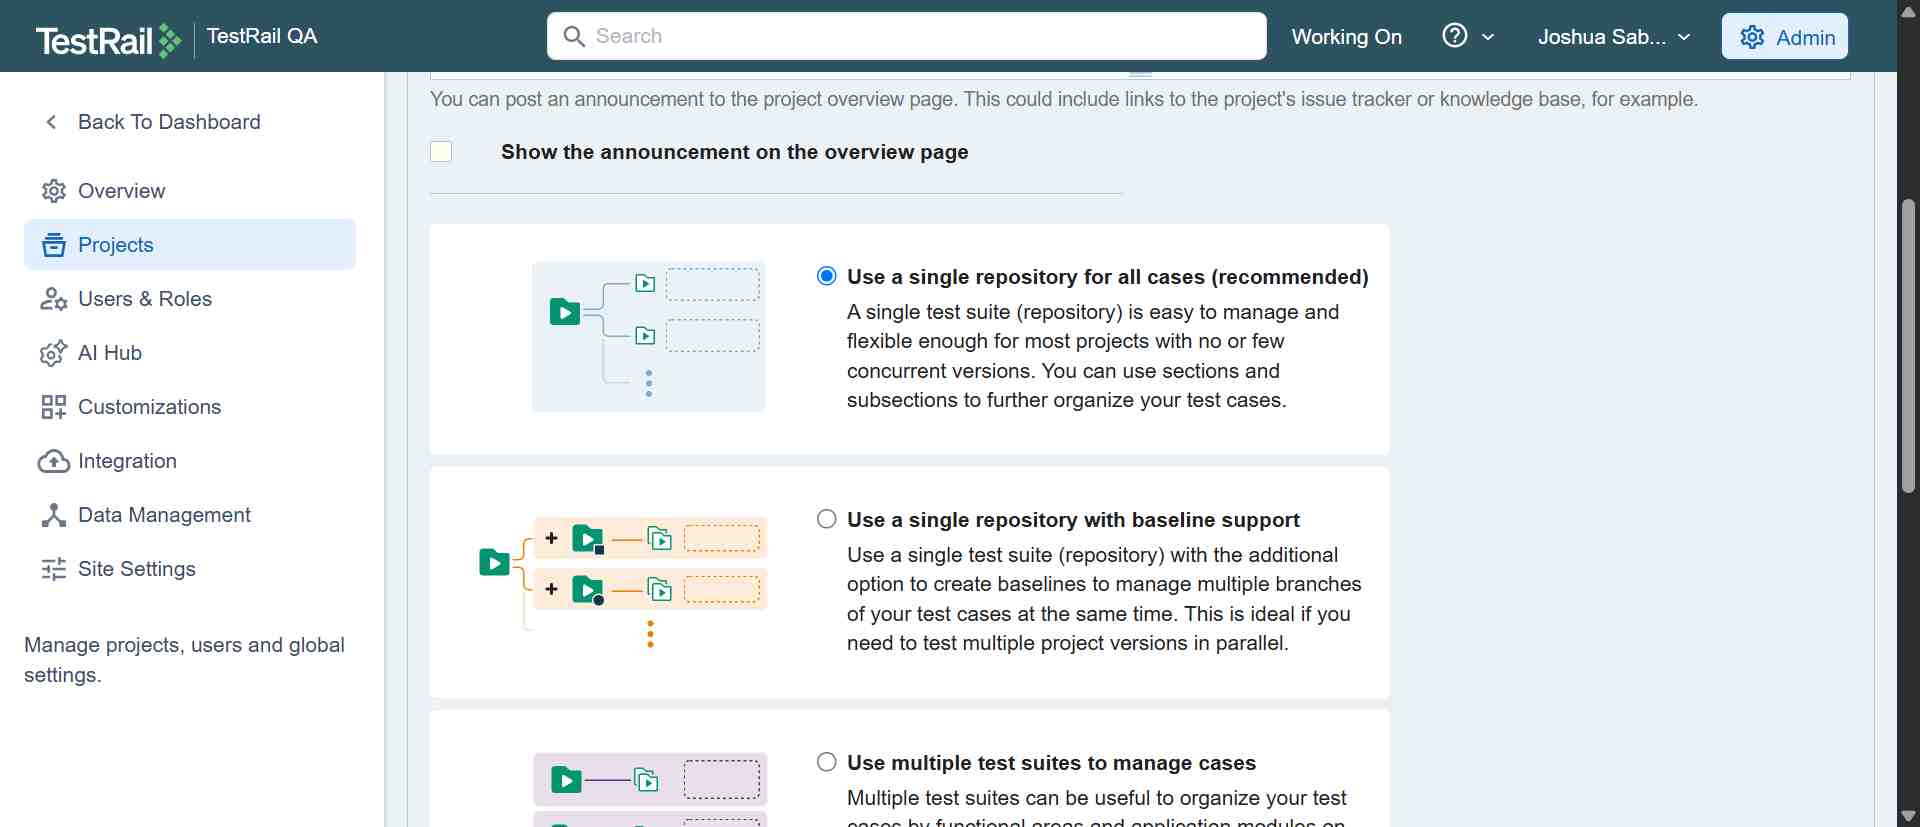 TestRail
TestRail QA
Search
Working On
Joshua Sab...
Admin
Back To Dashboard
Overview
Projects
Users & Roles
AI Hub
Customizations
Integration
Data Management
Site Settings
Manage projects, users and global
settings.
You can post an announcement to the project overview page. This could include links to the project's issue tracker or knowledge base, for example.
Show the announcement on the overview page
Use a single repository for all cases (recommended)
A single test suite (repository) is easy to manage and
flexible enough for most projects with no or few
concurrent versions. You can use sections and
subsections to further organize your test cases.
Use a single repository with baseline support
Use a single test suite (repository) with the additional
option to create baselines to manage multiple branches
of your test cases at the same time. This is ideal if you
need to test multiple project versions in parallel.
Use multiple test suites to manage cases
Multiple test suites can be useful to organize your test
cases by functional areas and application modules on